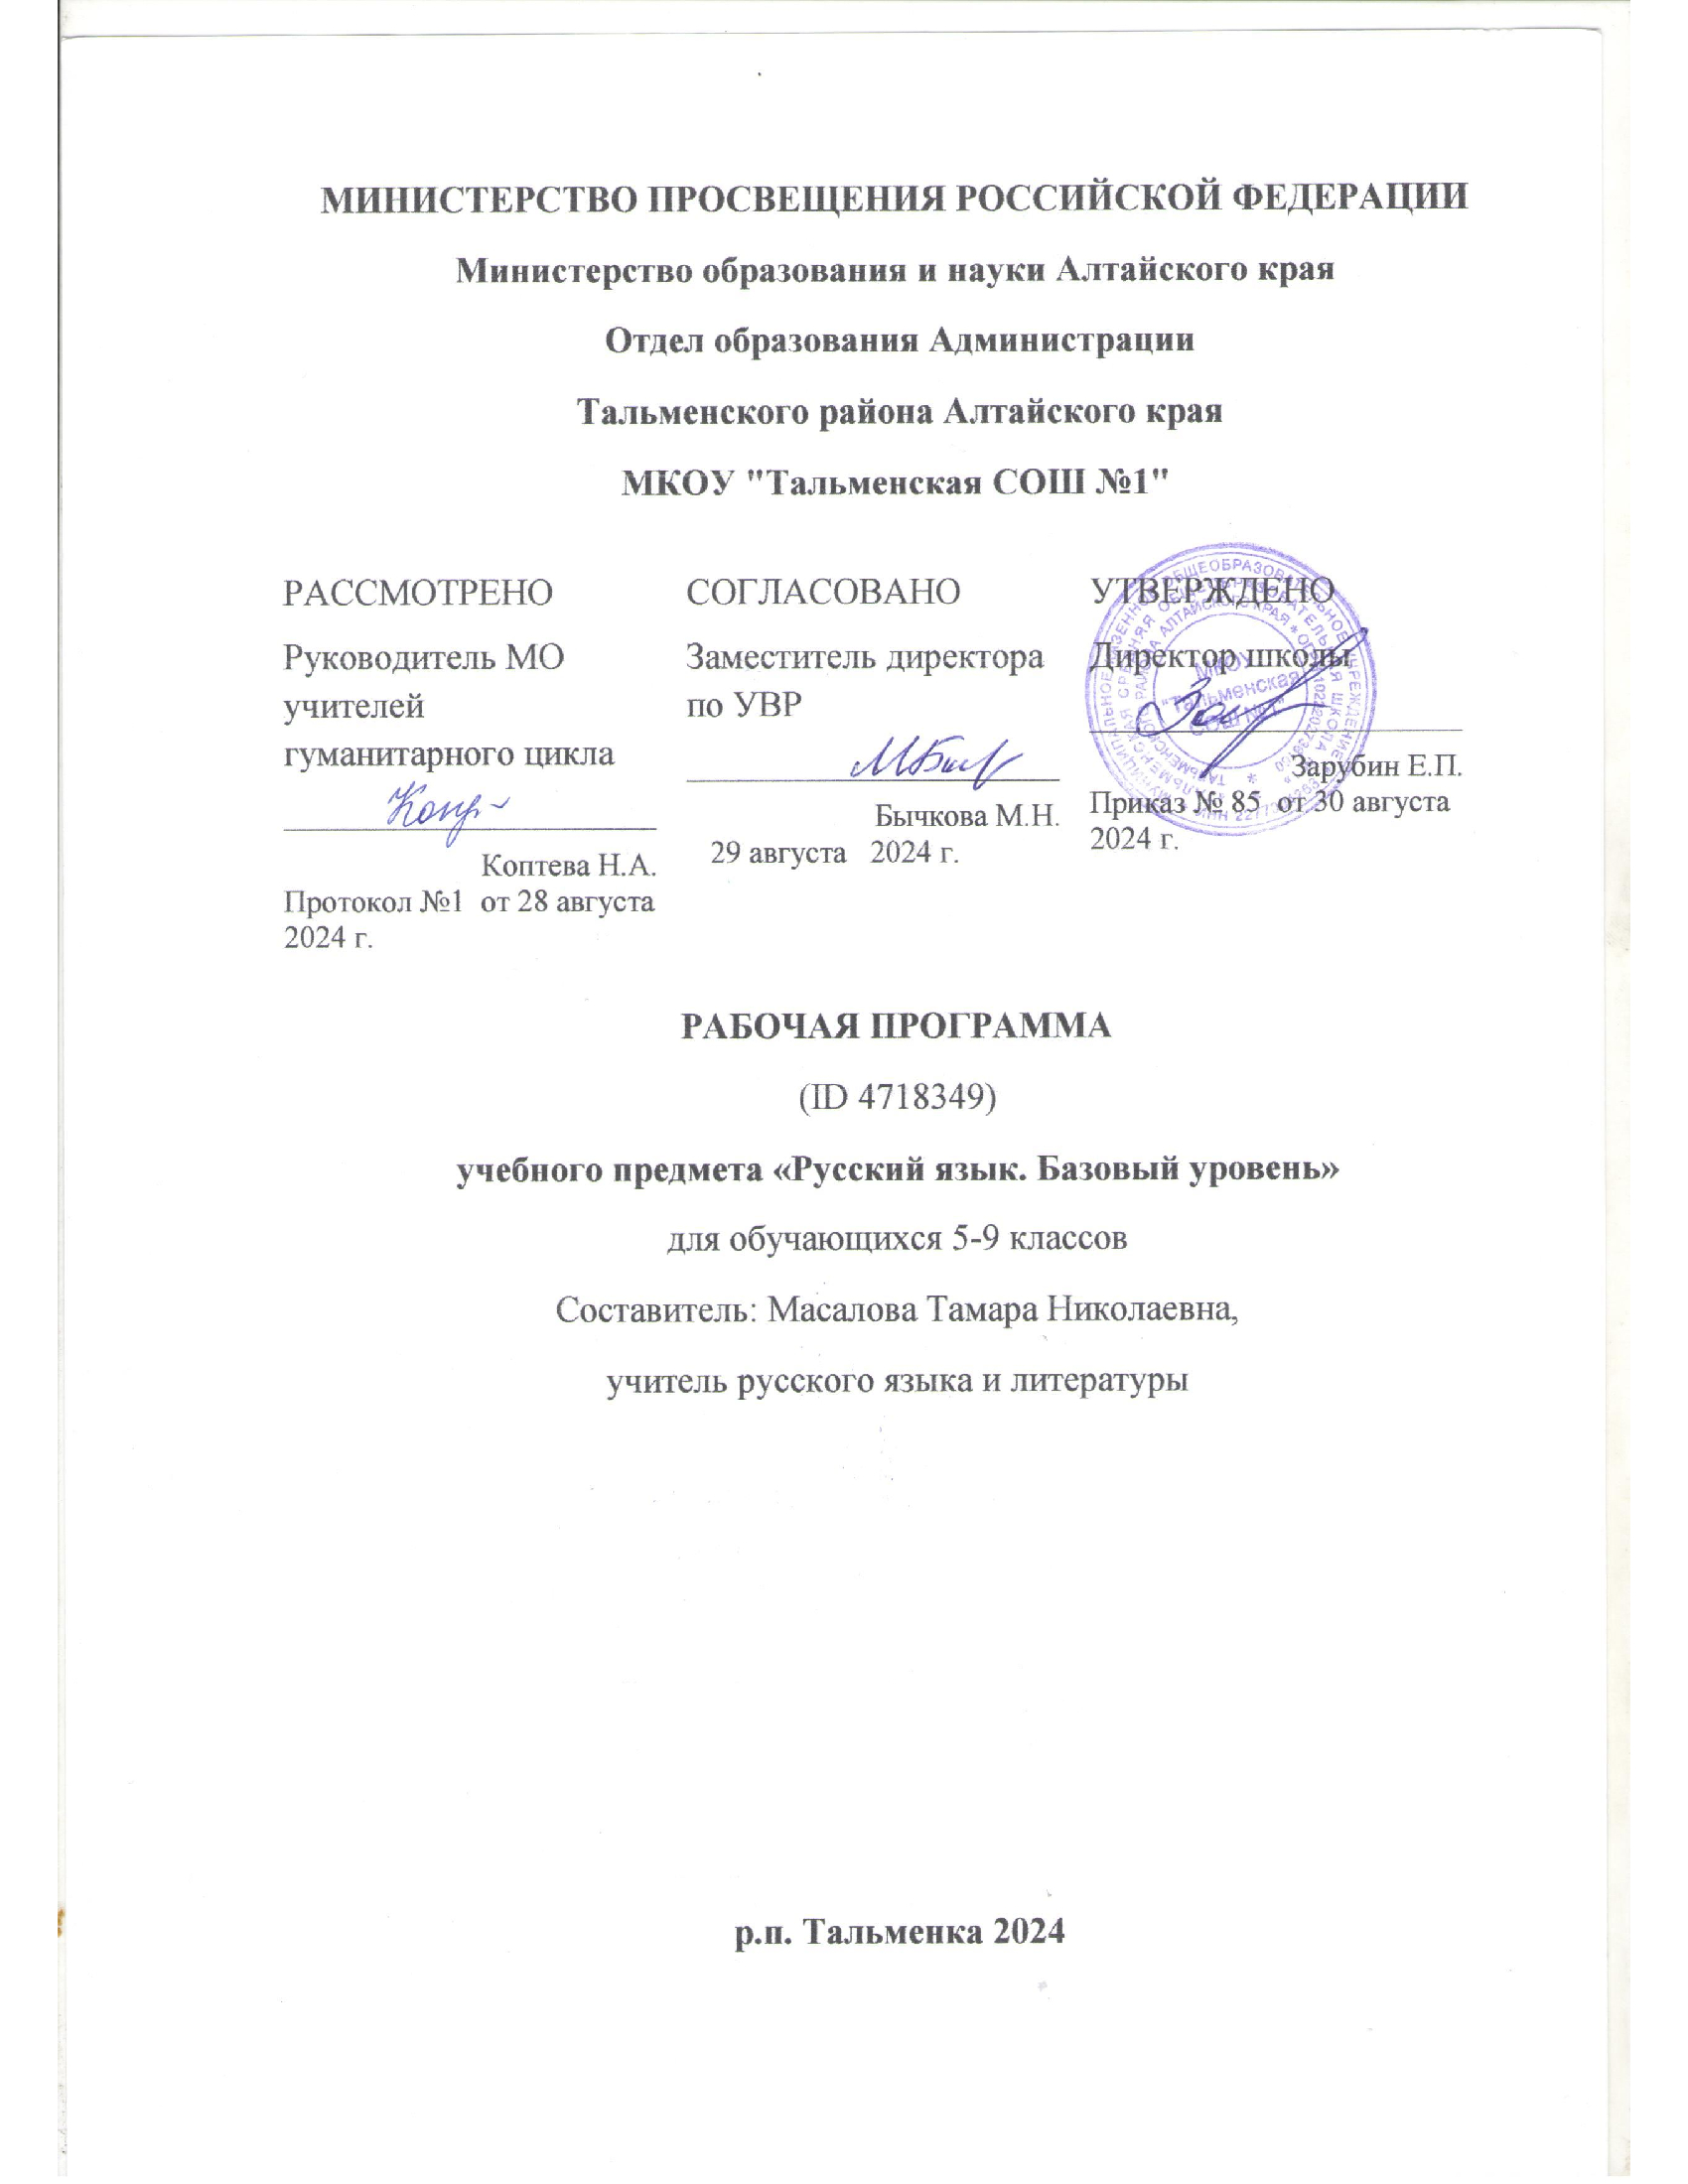 МИНИСТЕРСТВО ПРОСВЕЩЕНИЯ РОССИЙСКОЙ ФЕДЕРАЦИИ
Министерство образования и науки Алтайского края
Отдел образования Администрации
Тальменского района Алтайского края
МКОУ "Тальменская СОШ №1"
РАССМОТРЕНО
Руководитель МО
учителей
гуманитарного цикла
Коптева Н.А.
Протокол №1 от 28 августа
2024 г.
СОГЛАСОВАНО
Заместитель директора
по УВР
Бычкова М.Н.
29 августа 2024 г.
УТВЕРЖДЕНО
Директор школы
Зарубин Е.П.
Приказ № 85 от 30 августа
2024 г.
МКОУ
"Тальменская
СОШ №1"
РАБОЧАЯ ПРОГРАММА
(ID 4718349)
учебного предмета «Русский язык. Базовый уровень»
для обучающихся 5-9 классов
Составитель: Масалова Тамара Николаевна,
учитель русского языка и литературы
р.п. Тальменка 2024